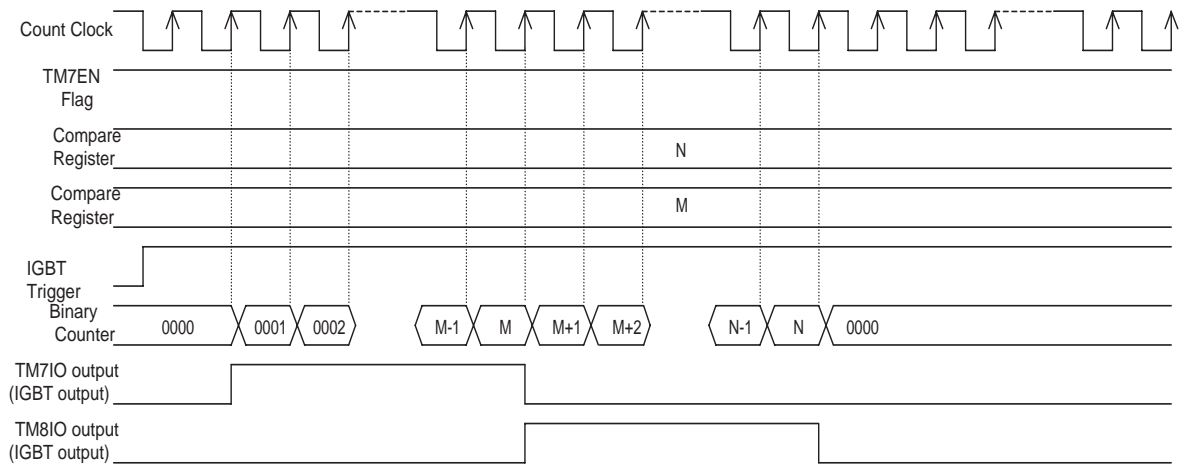 Count Clock
TM7EN
Flag
Compare
Register
N
Compare
Register
M
IGBT
Trigger
Binary
Counter
0000 0001 0002 M-1 M M+1 M+2 N-1 N 0000
TM7IO output
(IGBT output)
TM8IO output
(IGBT output)